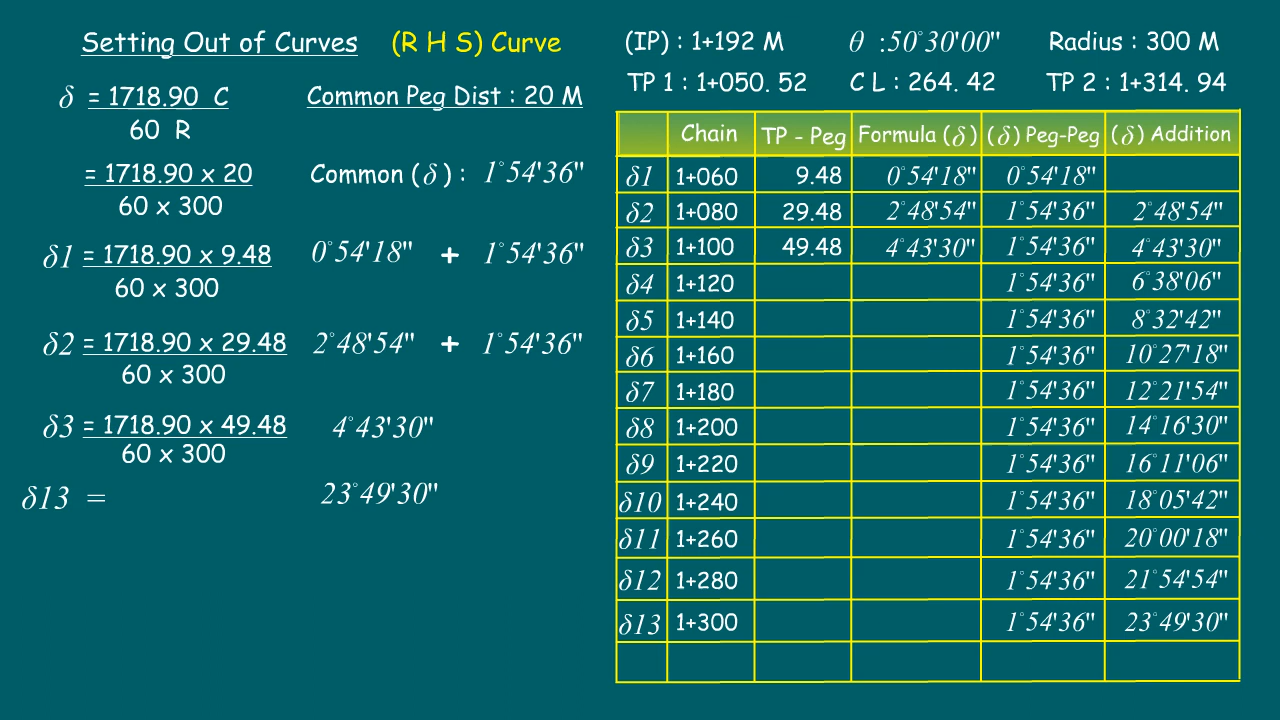 Setting Out of Curves (R H S) Curve
δ = 1718.90 C
60 R
Common Peg Dist : 20 M
= 1718.90 x 20
60 x 300
Common (δ) : 1°54'36"
δ1 = 1718.90 x 9.48
60 x 300
0°54'18" + 1°54'36"
δ2 = 1718.90 x 29.48
60 x 300
2°48'54" + 1°54'36"
δ3 = 1718.90 x 49.48
60 x 300
4°43'30"
δ13 = 23°49'30"
(IP) : 1+192 M θ :50°30'00" Radius : 300 M
TP 1 : 1+050. 52 C L : 264. 42 TP 2 : 1+314. 94
Chain TP - Peg Formula (δ) (δ) Peg-Peg (δ) Addition
δ1 1+060 9.48 0°54'18" 0°54'18"
δ2 1+080 29.48 2°48'54" 1°54'36" 2°48'54"
δ3 1+100 49.48 4°43'30" 1°54'36" 4°43'30"
δ4 1+120 1°54'36" 6°38'06"
δ5 1+140 1°54'36" 8°32'42"
δ6 1+160 1°54'36" 10°27'18"
δ7 1+180 1°54'36" 12°21'54"
δ8 1+200 1°54'36" 14°16'30"
δ9 1+220 1°54'36" 16°11'06"
δ10 1+240 1°54'36" 18°05'42"
δ11 1+260 1°54'36" 20°00'18"
δ12 1+280 1°54'36" 21°54'54"
δ13 1+300 1°54'36" 23°49'30"